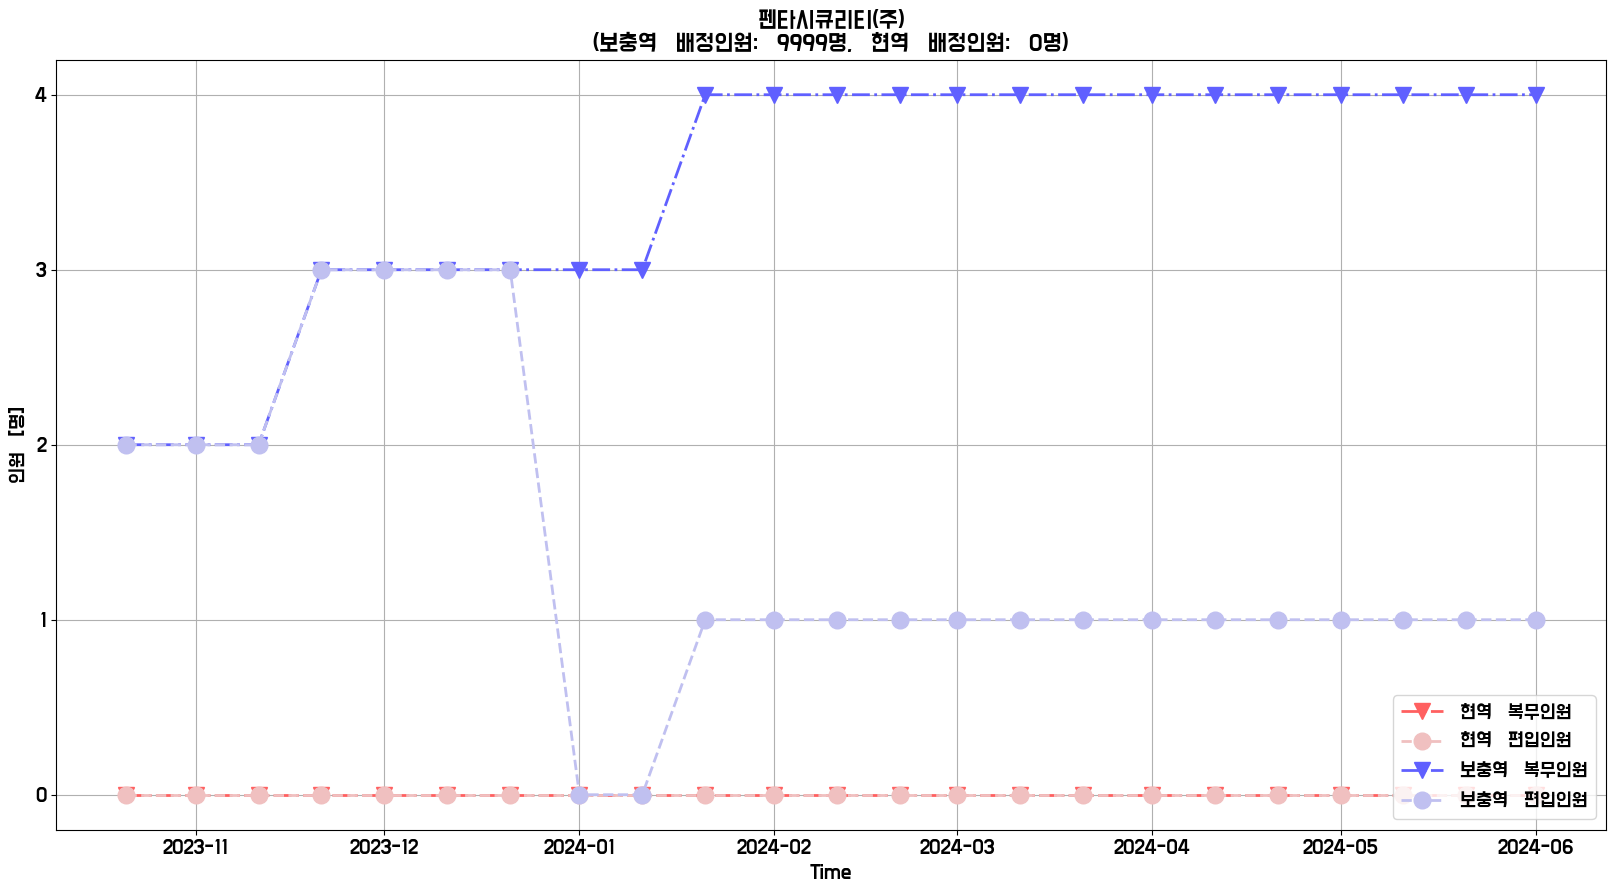 펜타시큐리티(주)
(보충역 배정인원: 9999명, 현역 배정인원: 0명)
4
3
2
1
0
인원 [명]
2023-11
2023-12
2024-01
2024-02
2024-03
2024-04
2024-05
2024-06
Time
현역 복무인원
현역 편입인원
보충역 복무인원
보충역 편입인원